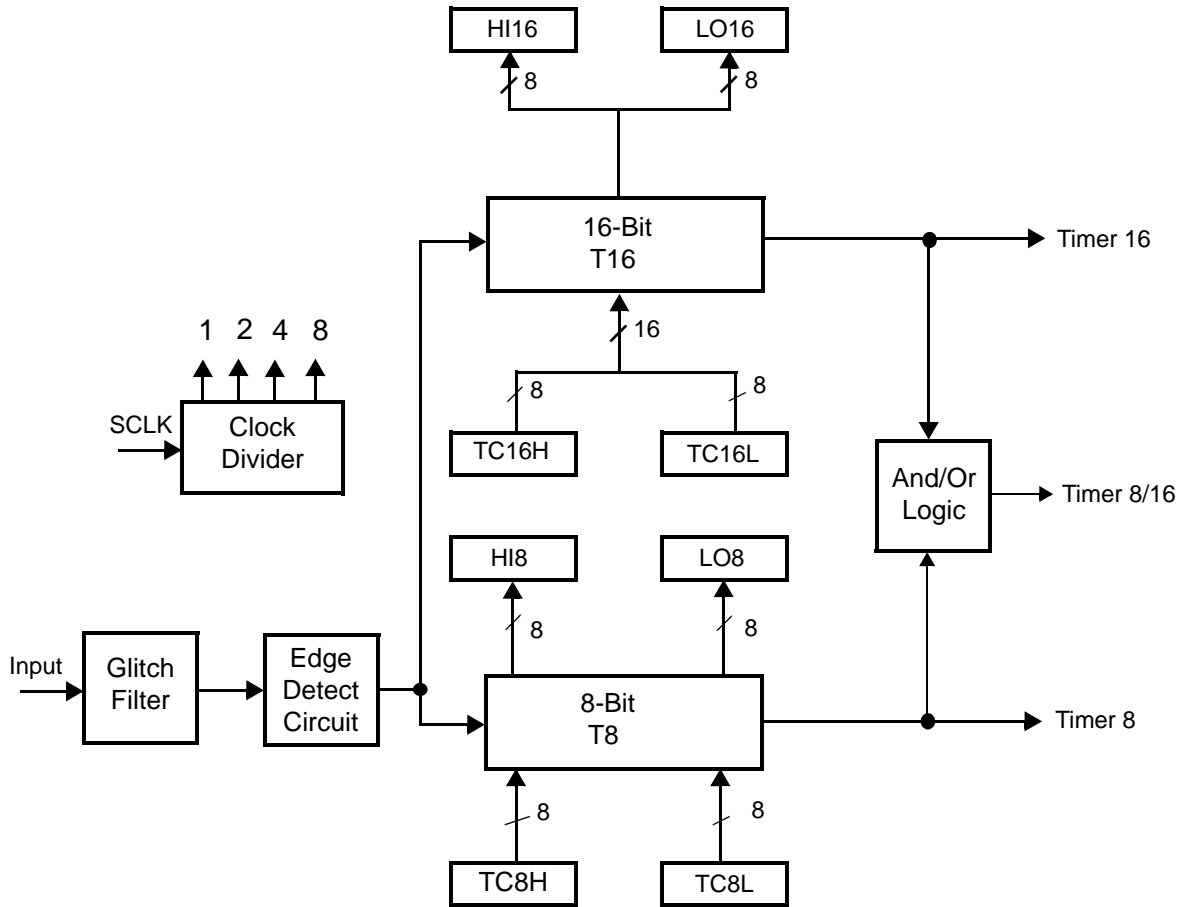 HI16
LO16
8
8
16-Bit
T16
Timer 16
16
1 2 4 8
8
8
SCLK
Clock
Divider
TC16H
TC16L
And/Or
Logic
Timer 8/16
HI8
LO8
8
8
Input
Glitch
Filter
Edge
Detect
Circuit
8-Bit
T8
Timer 8
8
8
TC8H
TC8L